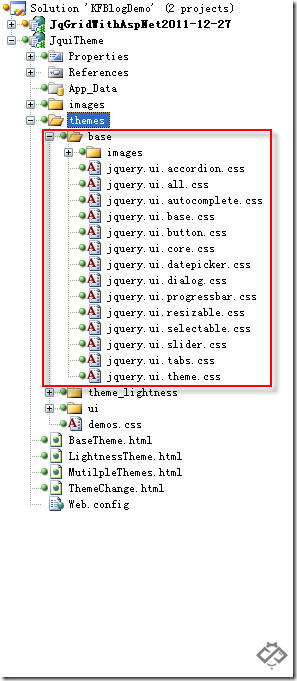 Solution 'KFBlogDemo' (2 projects)
JqGridWithAspNet2011-12-27
JquiTheme
Properties
References
App_Data
images
themes
base
images
jquery.ui.accordion.css
jquery.ui.all.css
jquery.ui.autocomplete.css
jquery.ui.base.css
jquery.ui.button.css
jquery.ui.core.css
jquery.ui.datepicker.css
jquery.ui.dialog.css
jquery.ui.progressbar.css
jquery.ui.resizable.css
jquery.ui.selectable.css
jquery.ui.slider.css
jquery.ui.tabs.css
jquery.ui.theme.css
theme_lightness
ui
demos.css
BaseTheme.html
LightnessTheme.html
MutilpleThemes.html
ThemeChange.html
Web.config